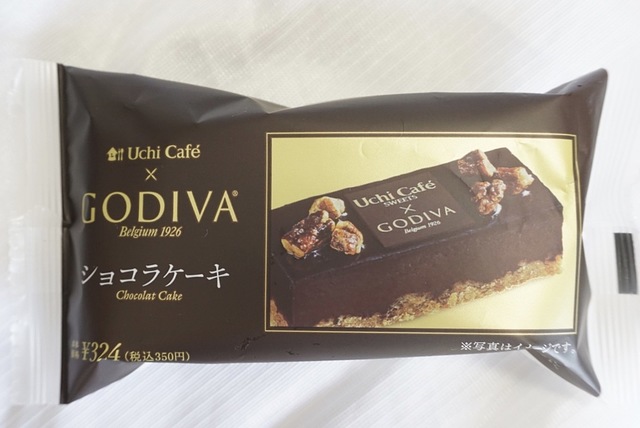 Uchi Café
×
GODIVA®
Belgium 1926
ショコラケーキ
Chocolat Cake
¥324(税込350円)
Uchi Café
SWEETS
×
GODIVA
Belgium 1926
※写真はイメージです。